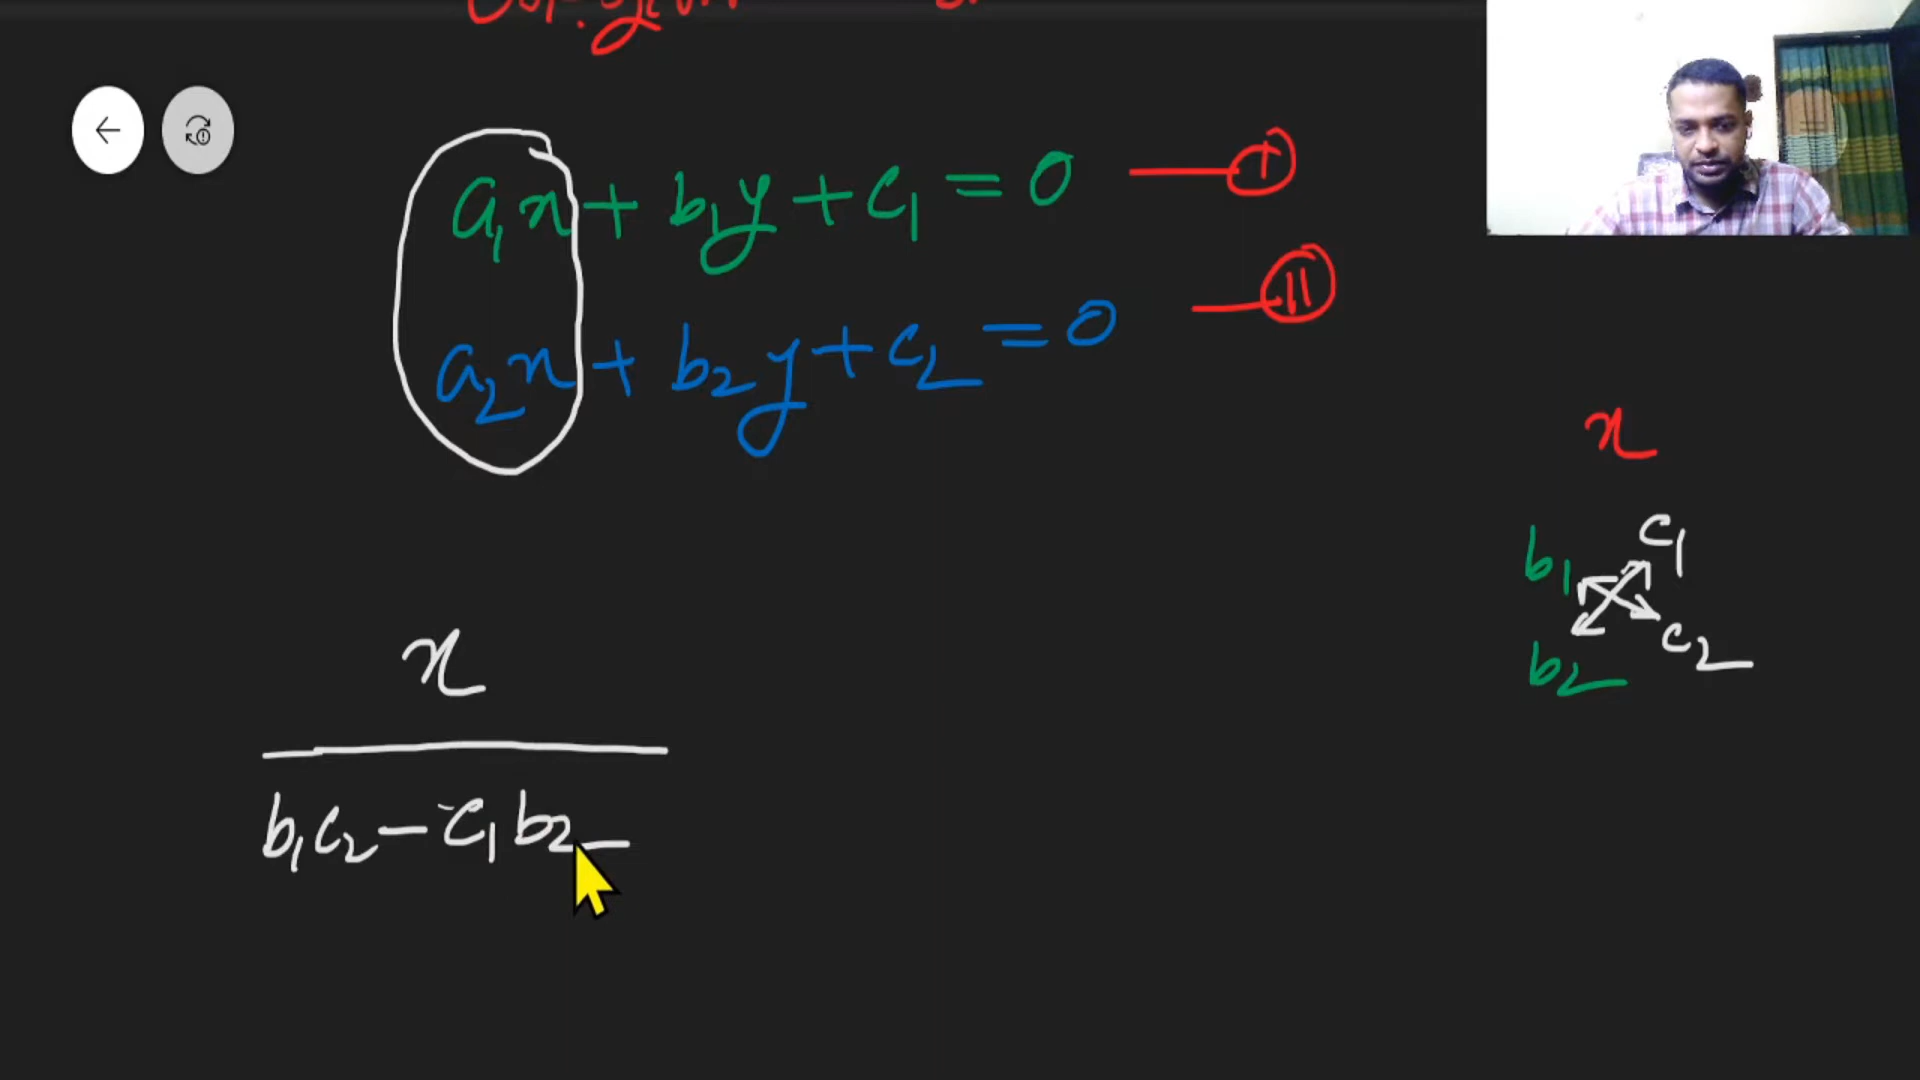 a₁x + b₁y + c₁ = 0 — I
a₂x + b₂y + c₂ = 0 — II
x
b₁ c₁
b₂ c₂
x
b₁c₂ - c₁b₂